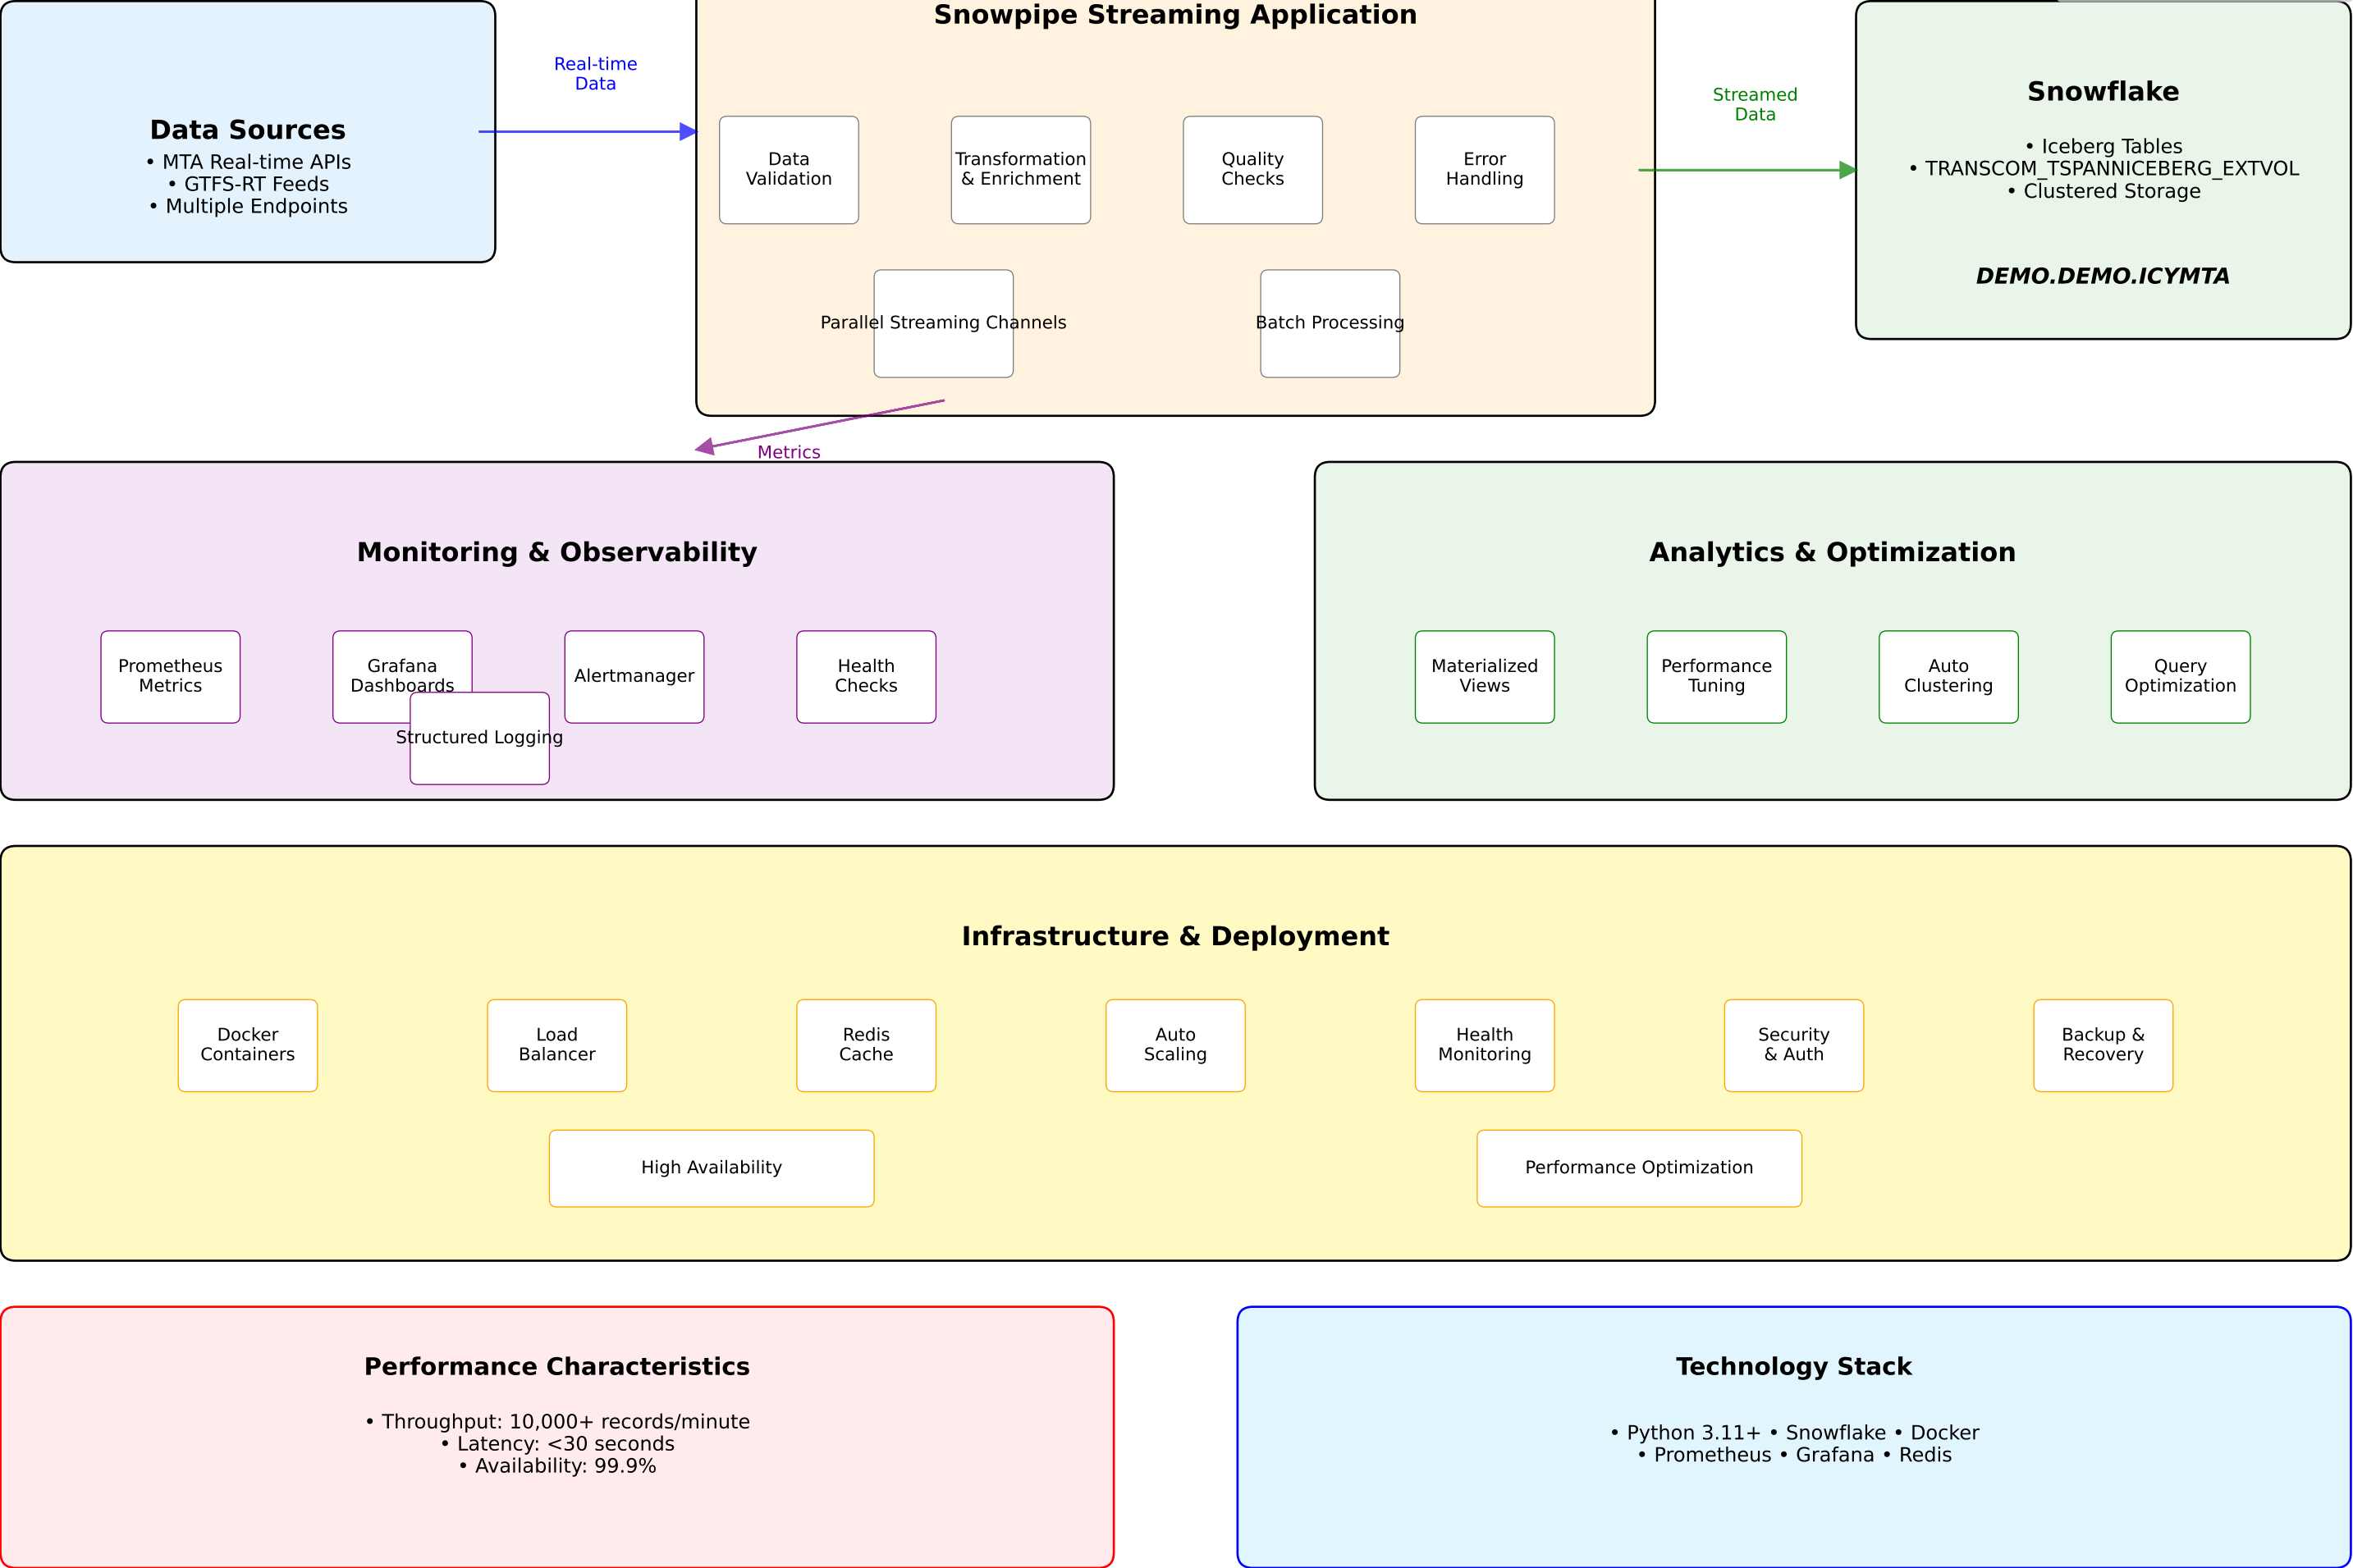 Snowpipe Streaming Application
Real-time
Data
Data Sources
• MTA Real-time APIs
• GTFS-RT Feeds
• Multiple Endpoints
Data
Validation
Transformation
& Enrichment
Quality
Checks
Error
Handling
Parallel Streaming Channels
Batch Processing
Streamed
Data
Snowflake
• Iceberg Tables
• TRANSCOM_TSPANNICEBERG_EXTVOL
• Clustered Storage
DEMO.DEMO.ICYMTA
Metrics
Monitoring & Observability
Prometheus
Metrics
Grafana
Dashboards
Alertmanager
Health
Checks
Structured Logging
Analytics & Optimization
Materialized
Views
Performance
Tuning
Auto
Clustering
Query
Optimization
Infrastructure & Deployment
Docker
Containers
Load
Balancer
Redis
Cache
Auto
Scaling
Health
Monitoring
Security
& Auth
Backup &
Recovery
High Availability
Performance Optimization
Performance Characteristics
• Throughput: 10,000+ records/minute
• Latency: <30 seconds
• Availability: 99.9%
Technology Stack
• Python 3.11+ • Snowflake • Docker
• Prometheus • Grafana • Redis